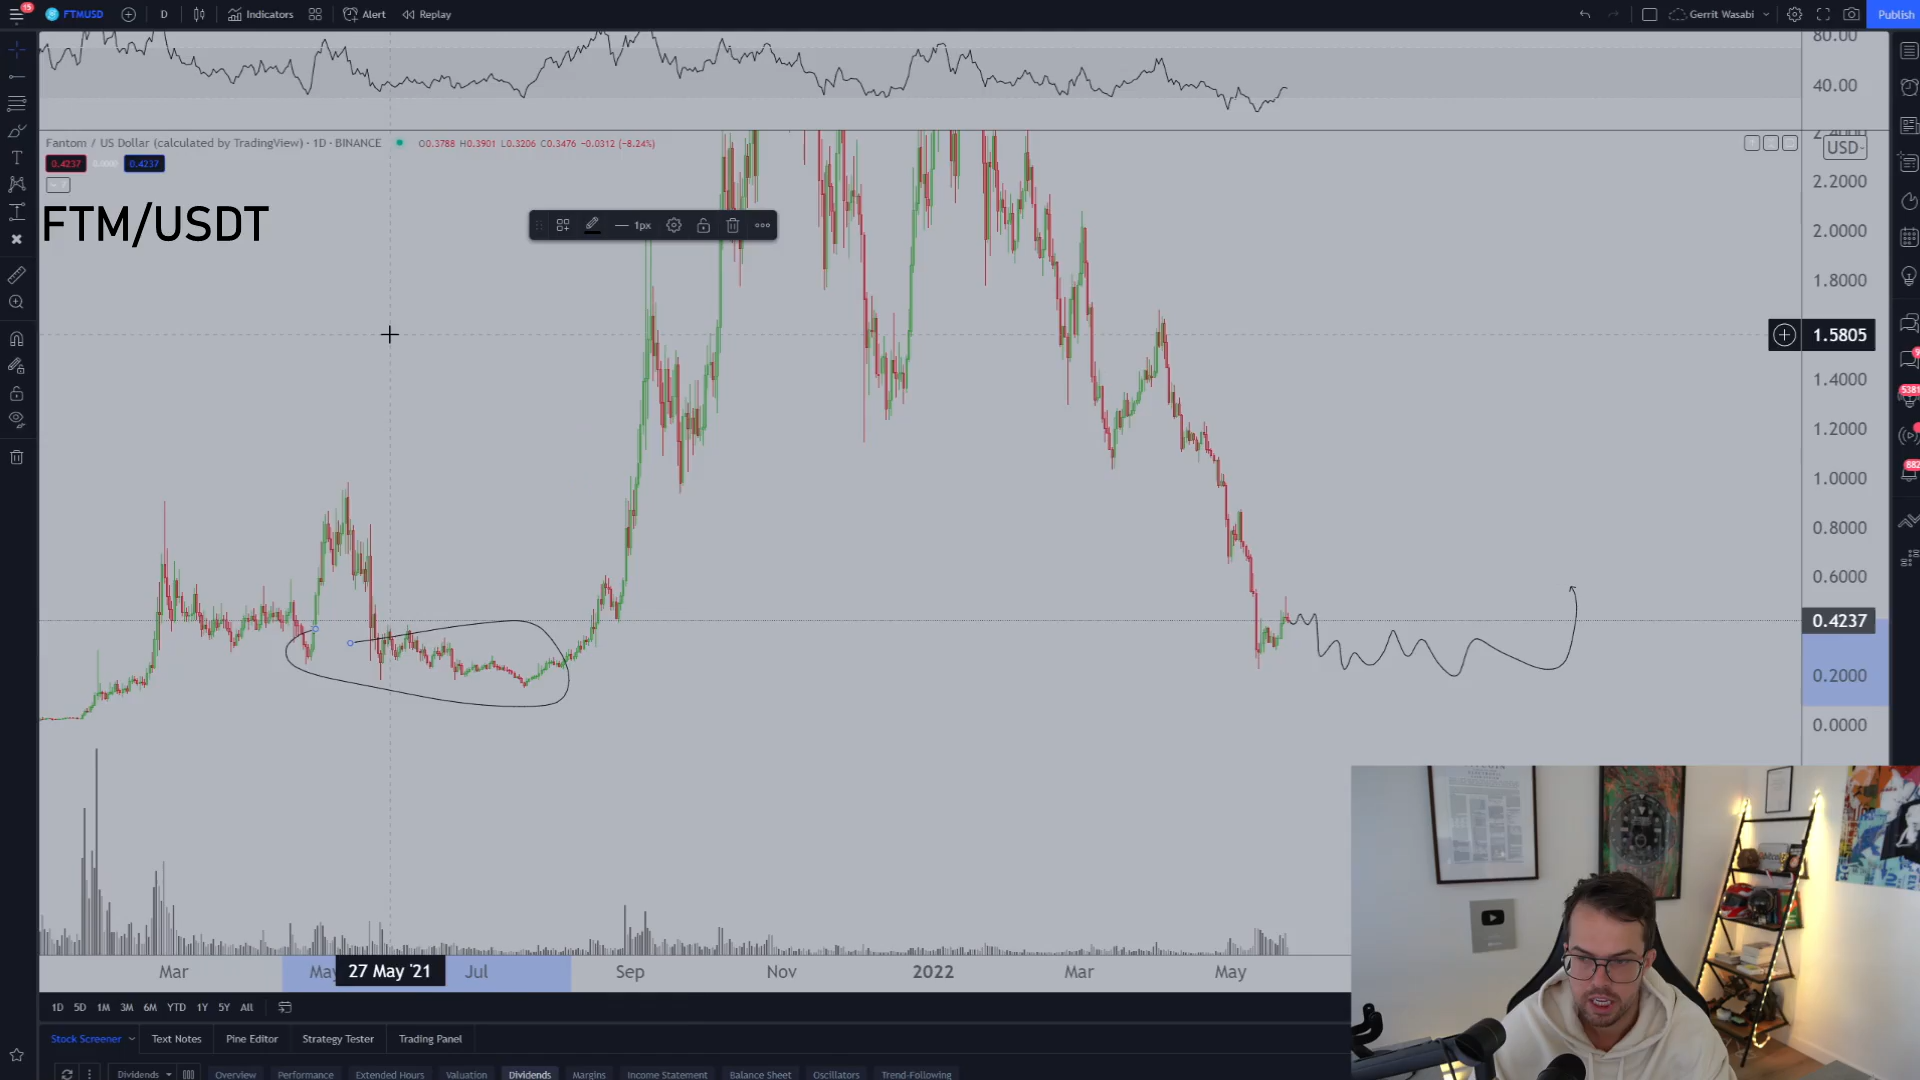 15 FTMUSD D Indicators Alert Replay Gerrit Wasabi Publish
80.00
40.00
Fantom / US Dollar (calculated by TradingView) · 1D · BINANCE O0.3788 H0.3901 L0.3206 C0.3476 −0.0312 (−8.24%)
USD
0.4237 0.0000 0.4237
2.2000
FTM/USDT
1px
2.0000
1.8000
1.5805
1.4000
5381
1.2000
882
1.0000
0.8000
0.6000
0.4237
0.2000
0.0000
Mar May 27 May '21 Jul Sep Nov 2022 Mar May
1D 5D 1M 3M 6M YTD 1Y 5Y All
Stock Screener Text Notes Pine Editor Strategy Tester Trading Panel
Dividends Overview Performance Extended Hours Valuation Dividends Margins Income Statement Balance Sheet Oscillators Trend-Following